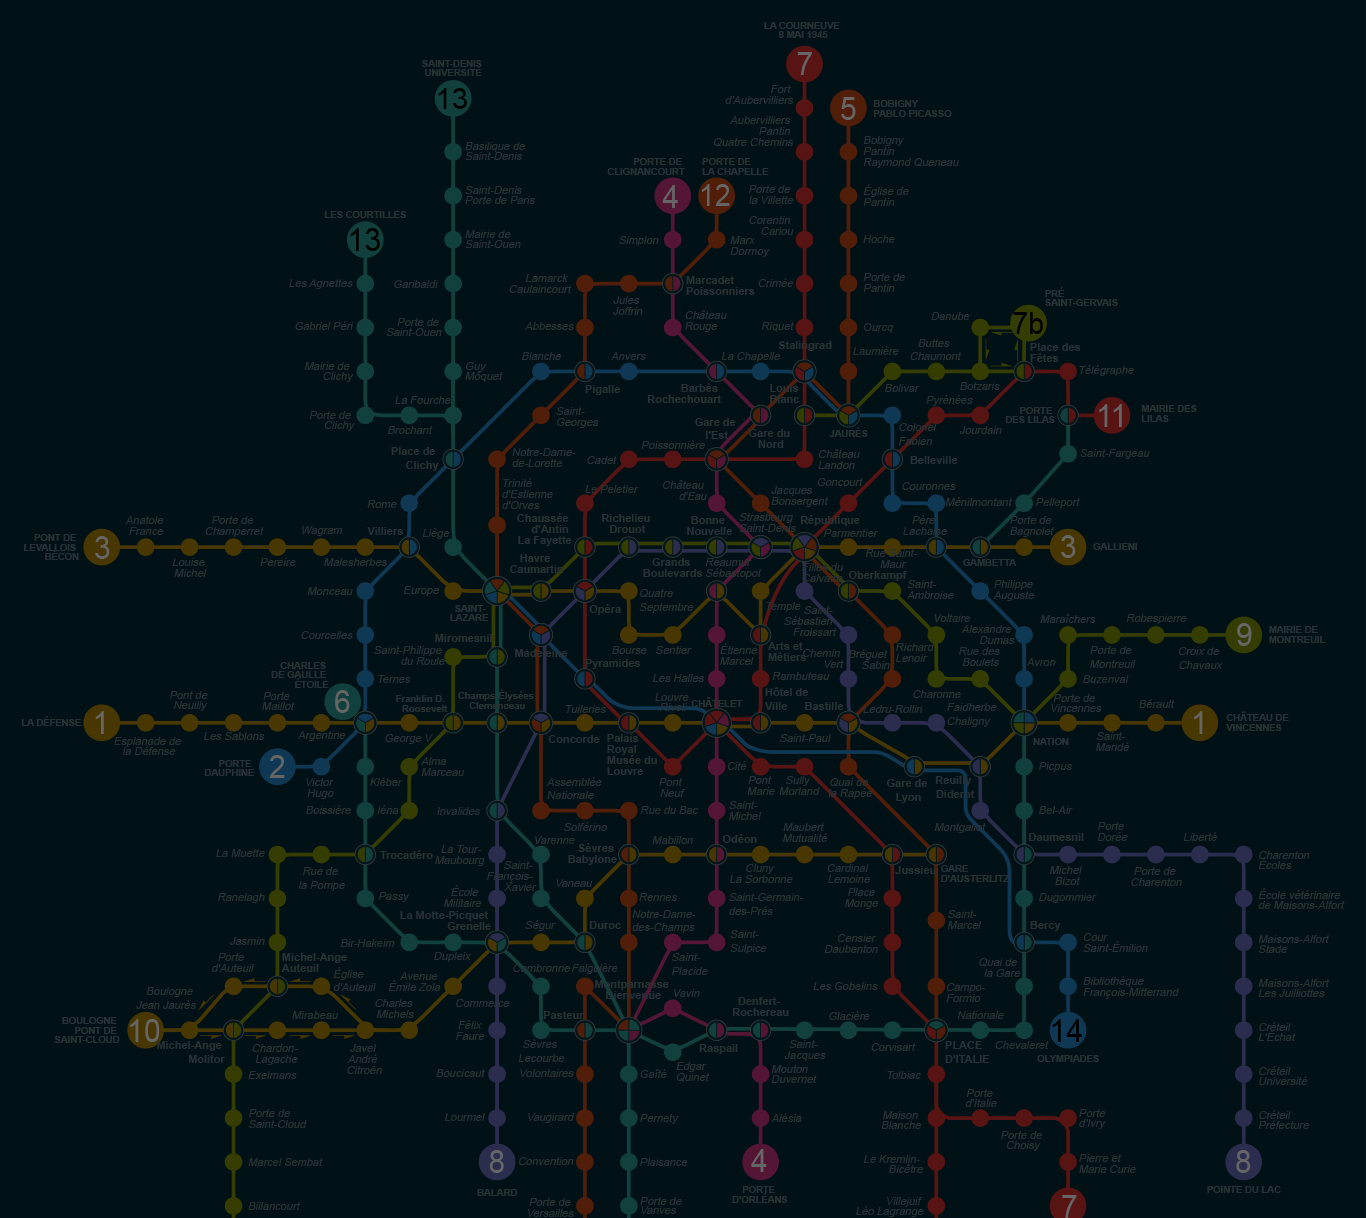 LA COURNEUVE
8 MAI 1945
7
SAINT-DENIS
UNIVERSITÉ
13
Fort
d'Aubervilliers
5
BOBIGNY
PABLO PICASSO
Aubervilliers
Pantin
Quatre Chemins
Basilique de
Saint-Denis
Bobigny
Pantin
Raymond Queneau
PORTE DE
CLIGNANCOURT
4
PORTE DE
LA CHAPELLE
12
Saint-Denis
Porte de Paris
Porte de
la Villette
Église de
Pantin
LES COURTILLES
13
Mairie de
Saint-Ouen
Simplon
Marx
Dormoy
Corentin
Cariou
Hoche
Les Agnettes
Garibaldi
Lamarck
Caulaincourt
Jules
Joffrin
Marcadet
Poissonniers
Crimée
Porte de
Pantin
PRÉ
SAINT-GERVAIS
7b
Gabriel Péri
Porte de
Saint-Ouen
Abbesses
Château
Rouge
Riquet
Ourcq
Danube
Stalingrad
Laumière
Buttes
Chaumont
Place des
Fêtes
Mairie de
Clichy
Guy
Môquet
Blanche
Pigalle
Anvers
Barbès
Rochechouart
La Chapelle
Louis
Blanc
Bolivar
Botzaris
Télégraphe
Porte de
Clichy
La Fourche
Brochant
Saint-
Georges
Gare de
l'Est
Gare du
Nord
JAURÈS
Colonel
Fabien
Pyrénées
Jourdain
PORTE
DES LILAS
11
MAIRIE DES
LILAS
Place de
Clichy
Notre-Dame-
de-Lorette
Cadet
Poissonnière
Château
Landon
Belleville
Saint-Fargeau
Rome
Trinité
d'Estienne
d'Orves
Le Peletier
Château
d'Eau
Jacques
Bonsergent
Goncourt
Couronnes
Ménilmontant
Pelleport
PONT DE
LEVALLOIS
BECON
3
Anatole
France
Louise
Michel
Porte de
Champerret
Pereire
Wagram
Malesherbes
Villiers
Liège
Chaussée
d'Antin
La Fayette
Richelieu
Drouot
Grands
Boulevards
Bonne
Nouvelle
Strasbourg
Saint-Denis
République
Parmentier
Rue Saint-
Maur
Père
Lachaise
GAMBETTA
Porte de
Bagnolet
3
GALLIENI
Monceau
Europe
SAINT-
LAZARE
Havre
Caumartin
Opéra
Quatre
Septembre
Réaumur
Sébastopol
Temple
Filles du
Calvaire
Oberkampf
Saint-
Ambroise
Philippe
Auguste
Courcelles
Saint-Philippe
du Roule
Miromesnil
Madeleine
Pyramides
Bourse
Sentier
Étienne
Marcel
Arts et
Métiers
Saint-
Sébastien
Froissart
Chemin
Vert
Bréguet
Sabin
Richard
Lenoir
Voltaire
Rue des
Boulets
Alexandre
Dumas
Avron
Maraîchers
Porte de
Montreuil
Robespierre
Croix de
Chavaux
9
MAIRIE DE
MONTREUIL
Buzenval
CHARLES
DE GAULLE
ÉTOILE
6
Ternes
Franklin D.
Roosevelt
Champs Élysées
Clemenceau
Les Halles
Rambuteau
Charonne
LA DÉFENSE
1
Esplanade de
la Défense
Pont de
Neuilly
Les Sablons
Porte
Maillot
Argentine
George V
Concorde
Tuileries
Palais
Royal
Musée du
Louvre
Louvre
Rivoli
CHÂTELET
Hôtel de
Ville
Saint-Paul
Bastille
Ledru-Rollin
Faidherbe
Chaligny
NATION
Porte de
Vincennes
Saint-
Mandé
Bérault
1
CHÂTEAU DE
VINCENNES
PORTE
DAUPHINE
2
Victor
Hugo
Kléber
Alma
Marceau
Assemblée
Nationale
Pont
Neuf
Cité
Pont
Marie
Sully
Morland
Quai de
la Rapée
Gare de
Lyon
Reuilly
Diderot
Picpus
Boissière
Iéna
Invalides
Solférino
Rue du Bac
Saint-
Michel
Montgallet
Bel-Air
La Muette
Rue de
la Pompe
Trocadéro
La Tour-
Maubourg
Varenne
Saint-
François-
Xavier
Sèvres
Babylone
Mabillon
Odéon
Cluny
La Sorbonne
Maubert
Mutualité
Cardinal
Lemoine
Jussieu
GARE
D'AUSTERLITZ
Daumesnil
Michel
Bizot
Porte
Dorée
Porte de
Charenton
Liberté
Charenton
Écoles
Ranelagh
Passy
École
Militaire
Vaneau
Rennes
Saint-Germain-
des-Prés
Place
Monge
Dugommier
École vétérinaire
de Maisons-Alfort
Jasmin
Bir-Hakeim
La Motte-Picquet
Grenelle
Dupleix
Ségur
Duroc
Notre-Dame-
des-Champs
Saint-
Sulpice
Censier
Daubenton
Saint-
Marcel
Bercy
Cour
Saint-Émilion
Maisons-Alfort
Stade
Porte
d'Auteuil
Michel-Ange
Auteuil
Église
d'Auteuil
Avenue
Émile Zola
Commerce
Cambronne
Falguière
Montparnasse
Bienvenue
Saint-
Placide
Vavin
Denfert-
Rochereau
Les Gobelins
Campo-
Formio
Quai de
la Gare
Bibliothèque
François-Mitterrand
Maisons-Alfort
Les Juilliottes
BOULOGNE
PONT DE
SAINT-CLOUD
10
Boulogne
Jean Jaurès
Michel-Ange
Molitor
Chardon-
Lagache
Mirabeau
Javel
André
Citroën
Charles
Michels
Félix
Faure
Sèvres
Lecourbe
Pasteur
Edgar
Quinet
Raspail
Saint-
Jacques
Glacière
Corvisart
PLACE
D'ITALIE
Nationale
Chevaleret
14
OLYMPIADES
Créteil
L'Échat
Exelmans
Boucicaut
Volontaires
Gaîté
Mouton
Duvernet
Tolbiac
Créteil
Université
Porte de
Saint-Cloud
Lourmel
Vaugirard
Pernety
Alésia
Maison
Blanche
Porte
d'Italie
Porte de
Choisy
Porte
d'Ivry
Créteil
Préfecture
Marcel Sembat
8
BALARD
Convention
Plaisance
4
PORTE
D'ORLÉANS
Le Kremlin-
Bicêtre
Pierre et
Marie Curie
8
POINTE DU LAC
Billancourt
Porte de
Versailles
Porte de
Vanves
Villejuif
Léo Lagrange
7